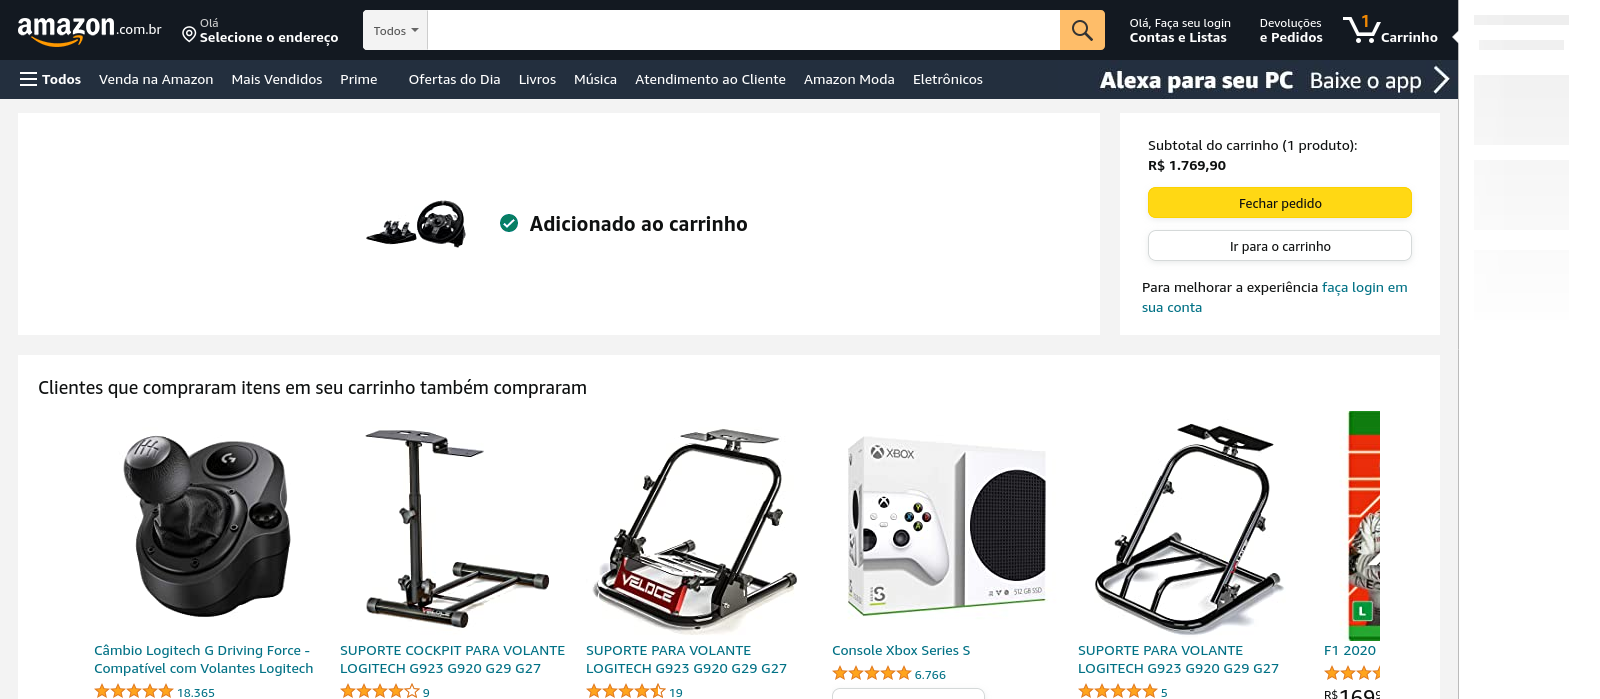 amazon.com.br
Olá
Selecione o endereço
Todos
Olá, Faça seu login
Contas e Listas
Devoluções
e Pedidos
1
Carrinho
Todos
Venda na Amazon
Mais Vendidos
Prime
Ofertas do Dia
Livros
Música
Atendimento ao Cliente
Amazon Moda
Eletrônicos
Alexa para seu PC Baixe o app
Adicionado ao carrinho
Subtotal do carrinho (1 produto):
R$ 1.769,90
Fechar pedido
Ir para o carrinho
Para melhorar a experiência faça login em
sua conta
Clientes que compraram itens em seu carrinho também compraram
VELOCE
XBOX
S
512 GB SSD
L
Câmbio Logitech G Driving Force -
Compatível com Volantes Logitech
18.365
SUPORTE COCKPIT PARA VOLANTE
LOGITECH G923 G920 G29 G27
9
SUPORTE PARA VOLANTE
LOGITECH G923 G920 G29 G27
19
Console Xbox Series S
6.766
SUPORTE PARA VOLANTE
LOGITECH G923 G920 G29 G27
5
F1 2020
R$169